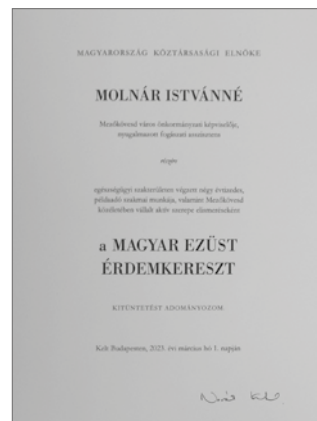 MAGYARORSZÁG KÖZTÁRSASÁGI ELNÖKE
MOLNÁR ISTVÁNNÉ
Mezőkövesd város önkormányzati képviselője,
nyugalmazott fogászati asszisztens
részére
egészségügyi szakterületen végzett négy évtizedes,
példaadó szakmai munkája, valamint Mezőkövesd
közéletében vállalt aktív szerepe elismeréseként
a MAGYAR EZÜST
ÉRDEMKERESZT
KITÜNTETÉST ADOMÁNYOZOM
Kelt Budapesten, 2023. évi március hó 1. napján